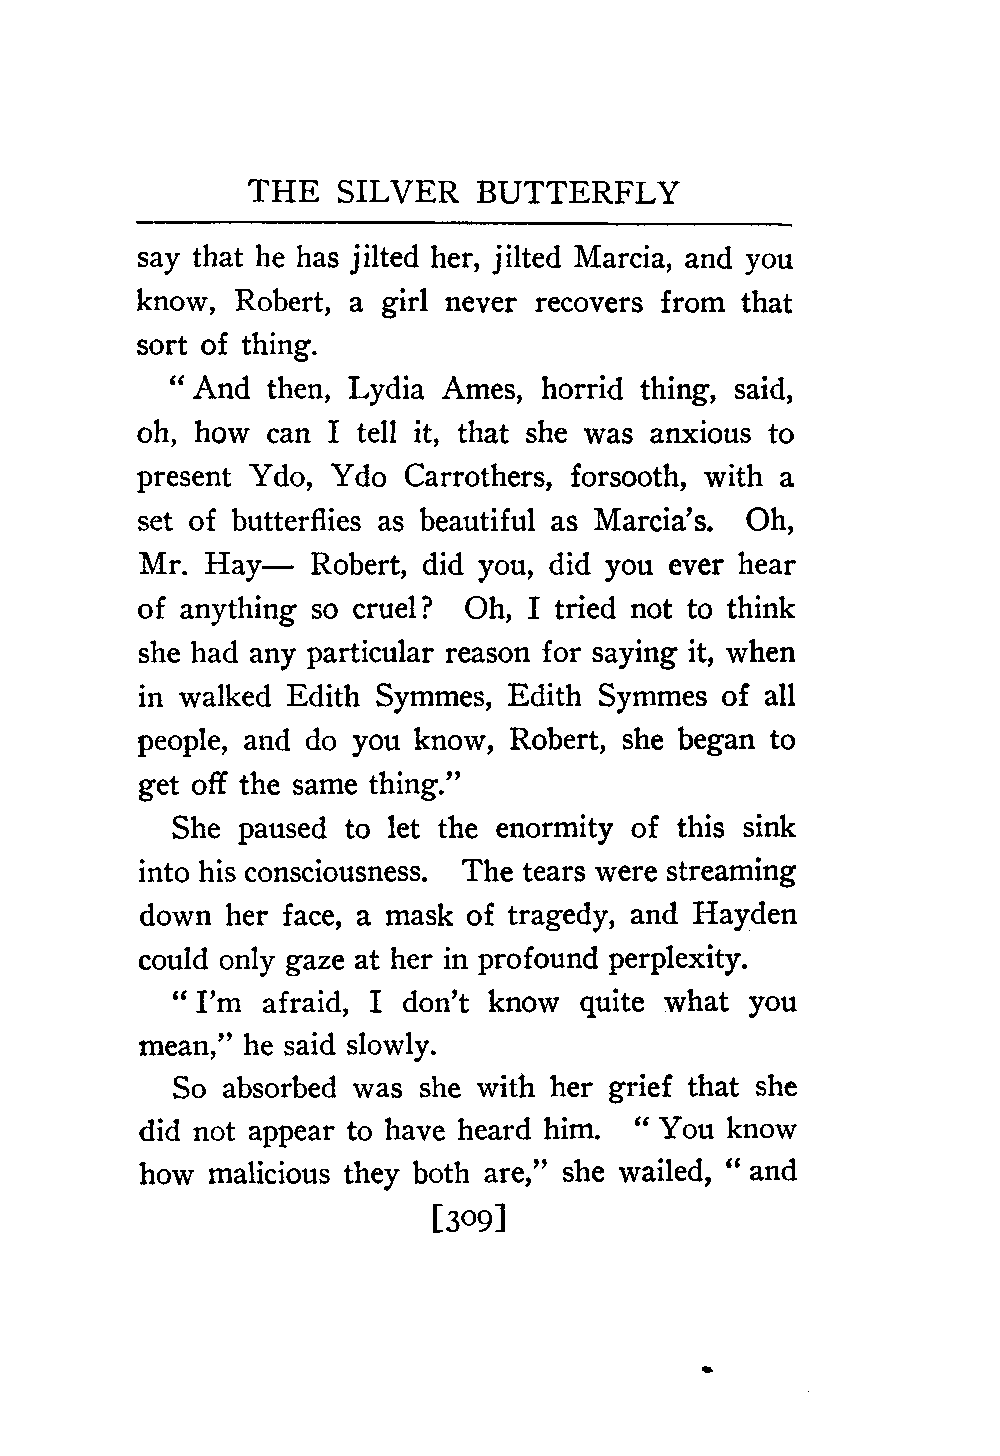 THE SILVER BUTTERFLY
say that he has jilted her, jilted Marcia, and you
know, Robert, a girl never recovers from that
sort of thing.
“ And then, Lydia Ames, horrid thing, said,
oh, how can I tell it, that she was anxious to
present Ydo, Ydo Carrothers, forsooth, with a
set of butterflies as beautiful as Marcia’s. Oh,
Mr. Hay— Robert, did you, did you ever hear
of anything so cruel? Oh, I tried not to think
she had any particular reason for saying it, when
in walked Edith Symmes, Edith Symmes of all
people, and do you know, Robert, she began to
get off the same thing.”
She paused to let the enormity of this sink
into his consciousness. The tears were streaming
down her face, a mask of tragedy, and Hayden
could only gaze at her in profound perplexity.
“ I’m afraid, I don’t know quite what you
mean,” he said slowly.
So absorbed was she with her grief that she
did not appear to have heard him. “ You know
how malicious they both are,” she wailed, “ and
[309]